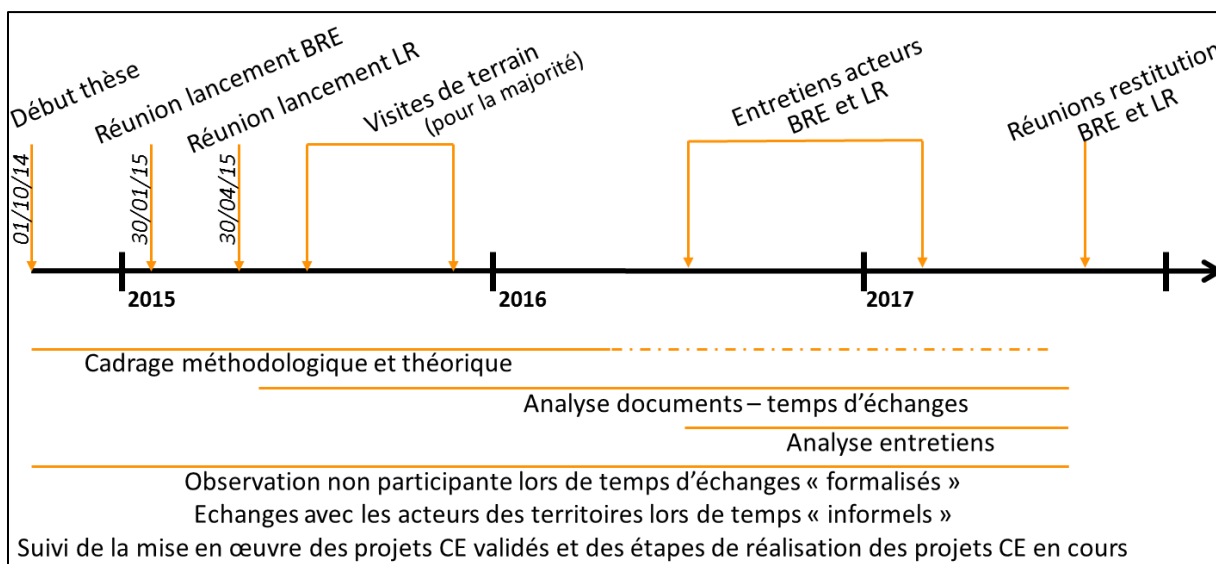 Début thèse
01/10/14
Réunion lancement BRE
30/01/15
Réunion lancement LR
30/04/15
Visites de terrain
(pour la majorité)
Entretiens acteurs
BRE et LR
Réunions restitution
BRE et LR
2015
2016
2017
Cadrage méthodologique et théorique
Analyse documents – temps d’échanges
Analyse entretiens
Observation non participante lors de temps d’échanges « formalisés »
Echanges avec les acteurs des territoires lors de temps « informels »
Suivi de la mise en œuvre des projets CE validés et des étapes de réalisation des projets CE en cours